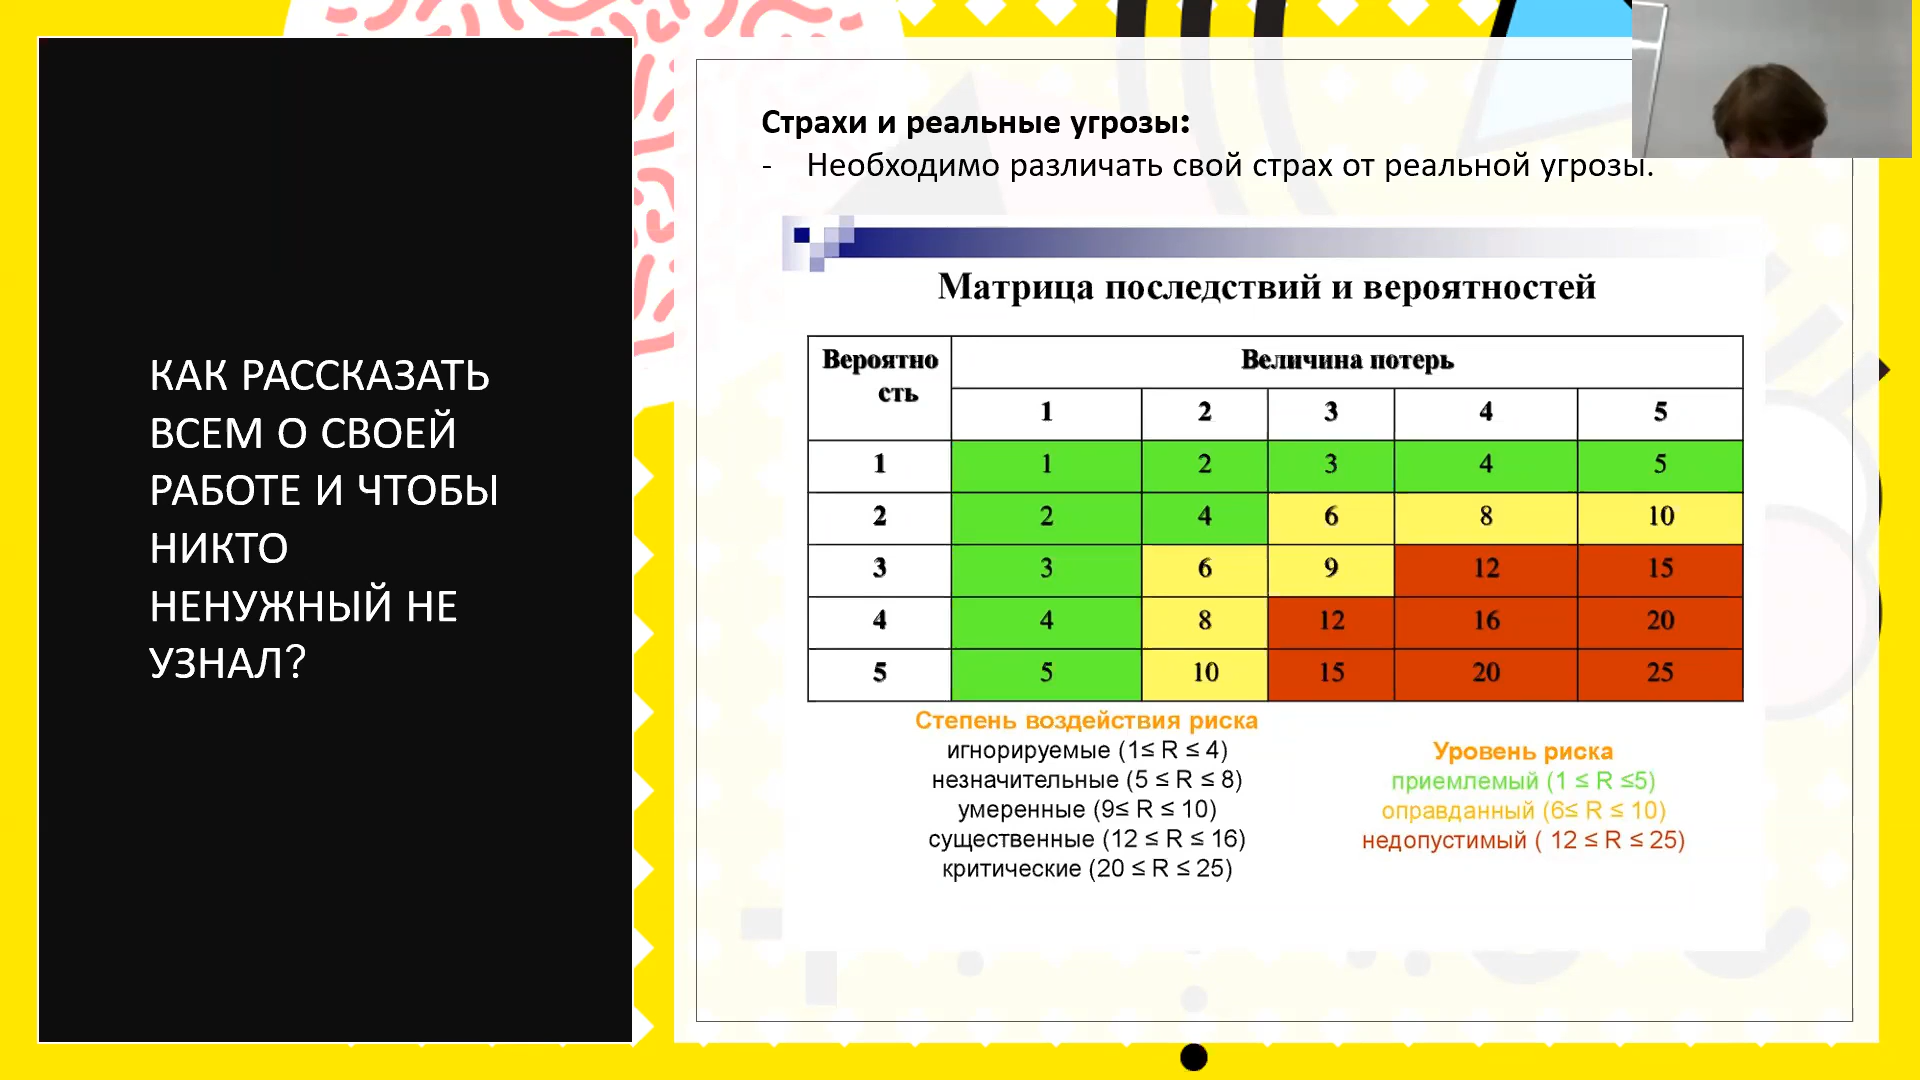 КАК РАССКАЗАТЬ
ВСЕМ О СВОЕЙ
РАБОТЕ И ЧТОБЫ
НИКТО
НЕНУЖНЫЙ НЕ
УЗНАЛ?
Страхи и реальные угрозы:
- Необходимо различать свой страх от реальной угрозы.
Матрица последствий и вероятностей
Вероятно Величина потерь
сть
1 2 3 4 5
1 1 2 3 4 5
2 2 4 6 8 10
3 3 6 9 12 15
4 4 8 12 16 20
5 5 10 15 20 25
Степень воздействия риска
игнорируемые (1≤ R ≤ 4)
незначительные (5 ≤ R ≤ 8)
умеренные (9≤ R ≤ 10)
существенные (12 ≤ R ≤ 16)
критические (20 ≤ R ≤ 25)
Уровень риска
приемлемый (1 ≤ R ≤5)
оправданный (6≤ R ≤ 10)
недопустимый ( 12 ≤ R ≤ 25)